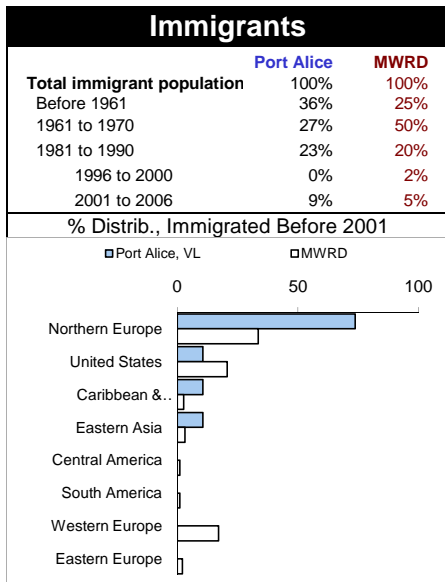 Immigrants
Port Alice MWRD
Total immigrant population 100% 100%
Before 1961 36% 25%
1961 to 1970 27% 50%
1981 to 1990 23% 20%
1996 to 2000 0% 2%
2001 to 2006 9% 5%
% Distrib., Immigrated Before 2001
Port Alice, VL MWRD
0 50 100
Northern Europe
United States
Caribbean &..
Eastern Asia
Central America
South America
Western Europe
Eastern Europe